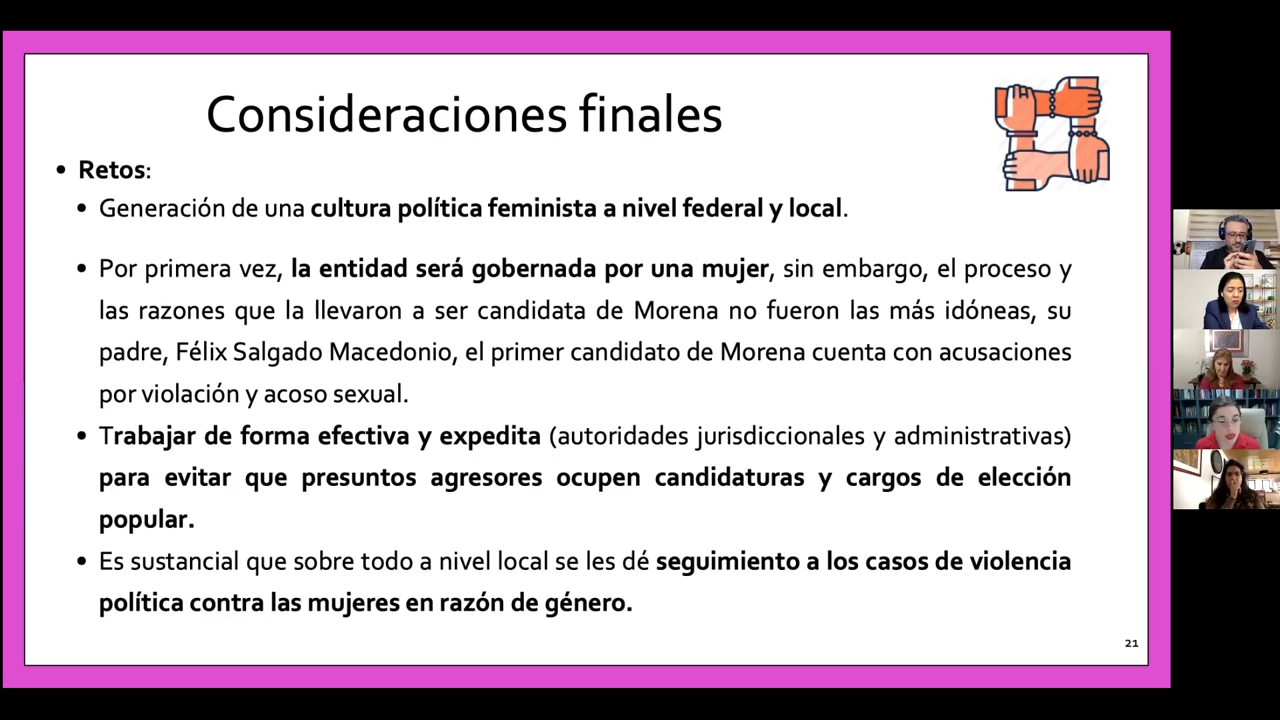 Consideraciones finales
• Retos:
• Generación de una cultura política feminista a nivel federal y local.
• Por primera vez, la entidad será gobernada por una mujer, sin embargo, el proceso y
las razones que la llevaron a ser candidata de Morena no fueron las más idóneas, su
padre, Félix Salgado Macedonio, el primer candidato de Morena cuenta con acusaciones
por violación y acoso sexual.
• Trabajar de forma efectiva y expedita (autoridades jurisdiccionales y administrativas)
para evitar que presuntos agresores ocupen candidaturas y cargos de elección
popular.
• Es sustancial que sobre todo a nivel local se les dé seguimiento a los casos de violencia
política contra las mujeres en razón de género.
21